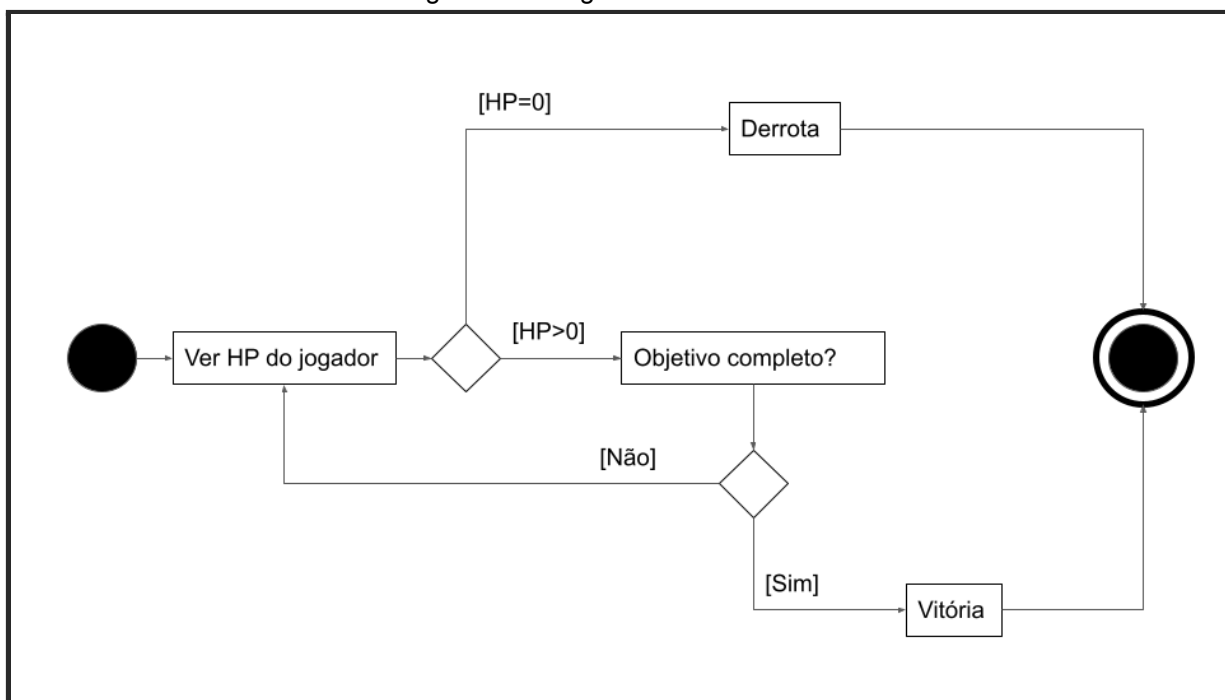 [HP=0]
Derrota
[HP>0]
Ver HP do jogador
Objetivo completo?
[Não]
[Sim]
Vitória